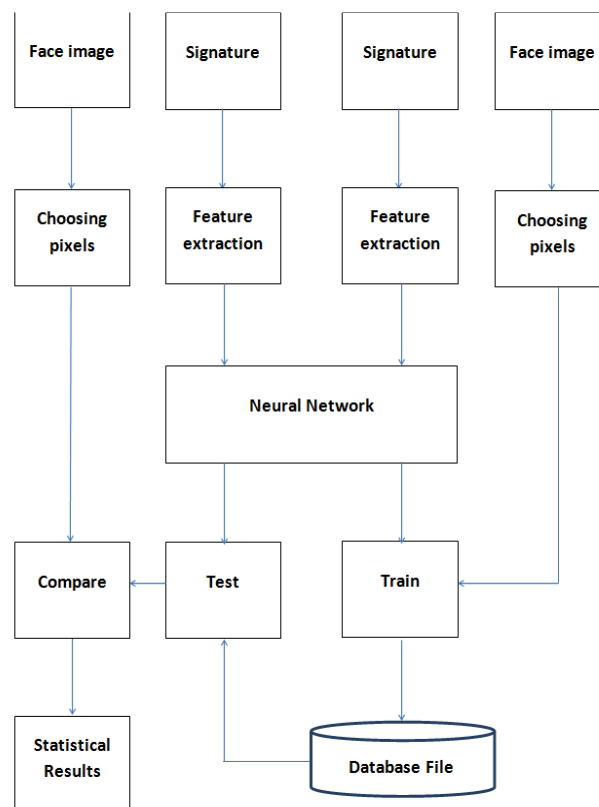 Face image
Signature
Signature
Face image
Choosing
pixels
Feature
extraction
Feature
extraction
Choosing
pixels
Neural Network
Compare
Test
Train
Statistical
Results
Database File